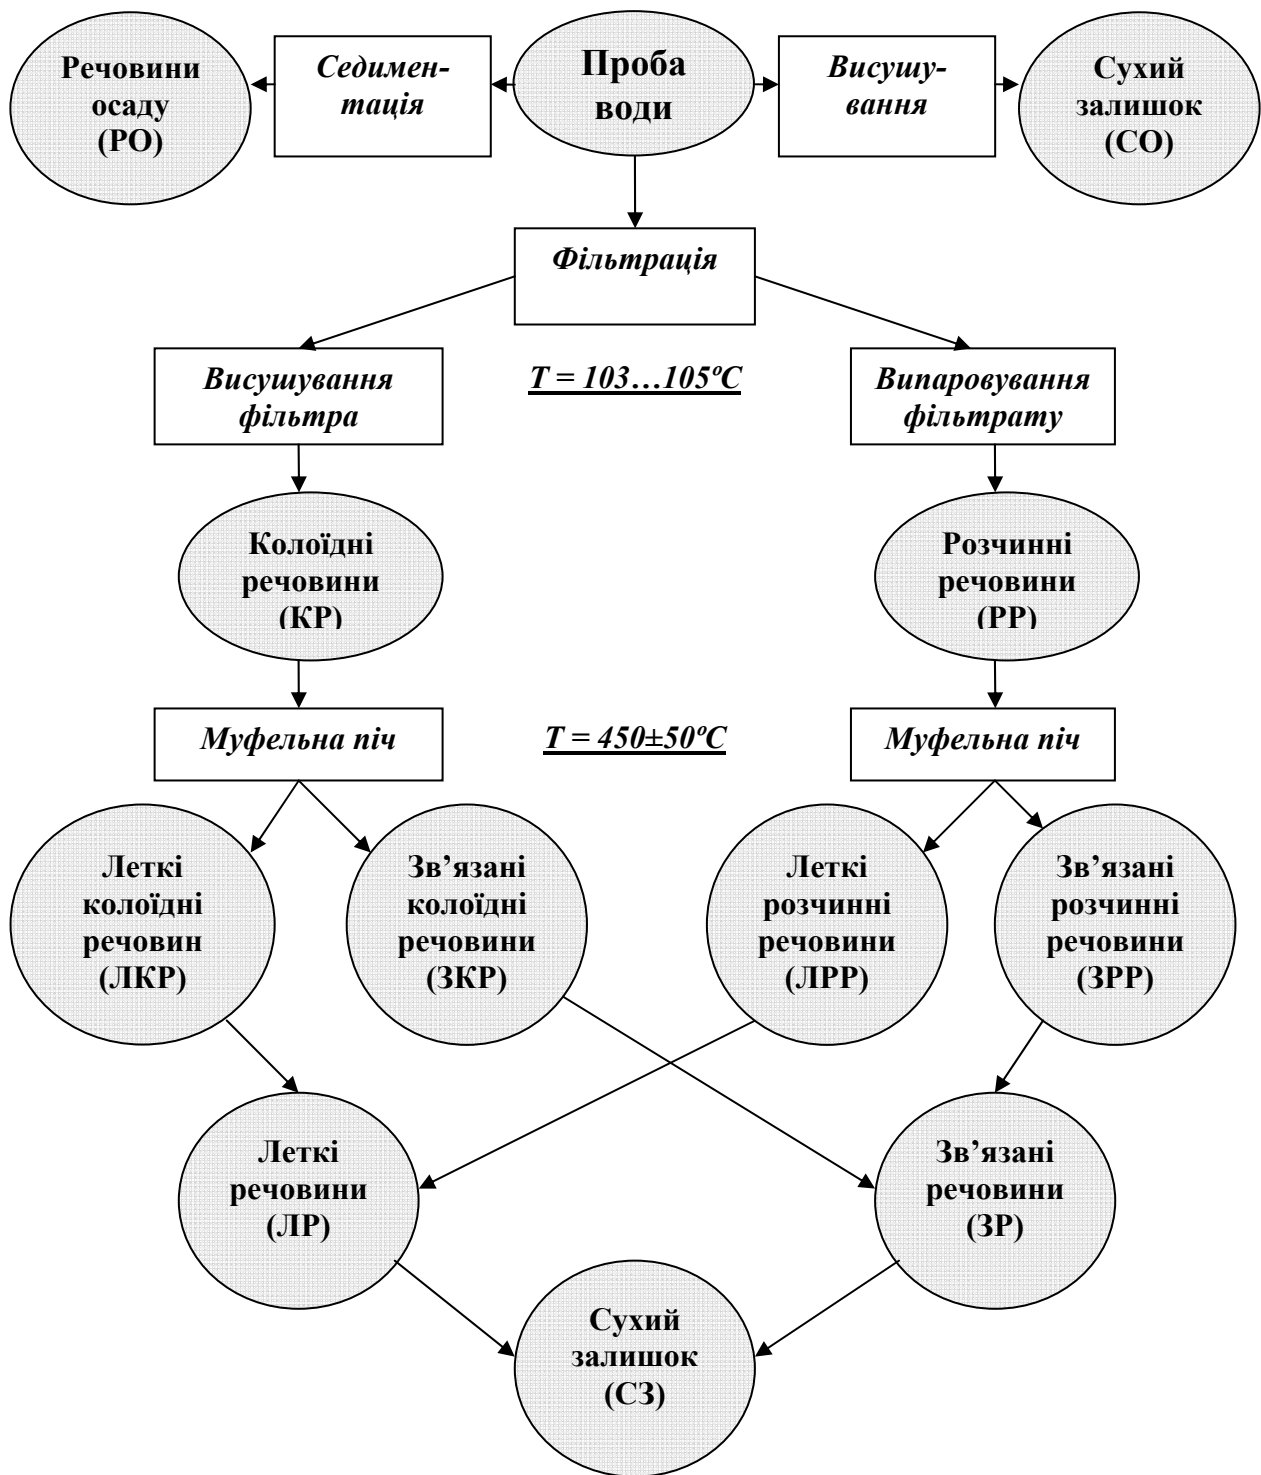 Речовини
осаду
(РО)
Седимен-
тація
Проба
води
Висушу-
вання
Сухий
залишок
(СО)
Фільтрація
Висушування
фільтра
T = 103…105ºC
Випаровування
фільтрату
Колоїдні
речовини
(КР)
Розчинні
речовини
(РР)
Муфельна піч
T = 450±50ºC
Муфельна піч
Леткі
колоїдні
речовин
(ЛКР)
Зв’язані
колоїдні
речовини
(ЗКР)
Леткі
розчинні
речовини
(ЛРР)
Зв’язані
розчинні
речовини
(ЗРР)
Леткі
речовини
(ЛР)
Зв’язані
речовини
(ЗР)
Сухий
залишок
(СЗ)